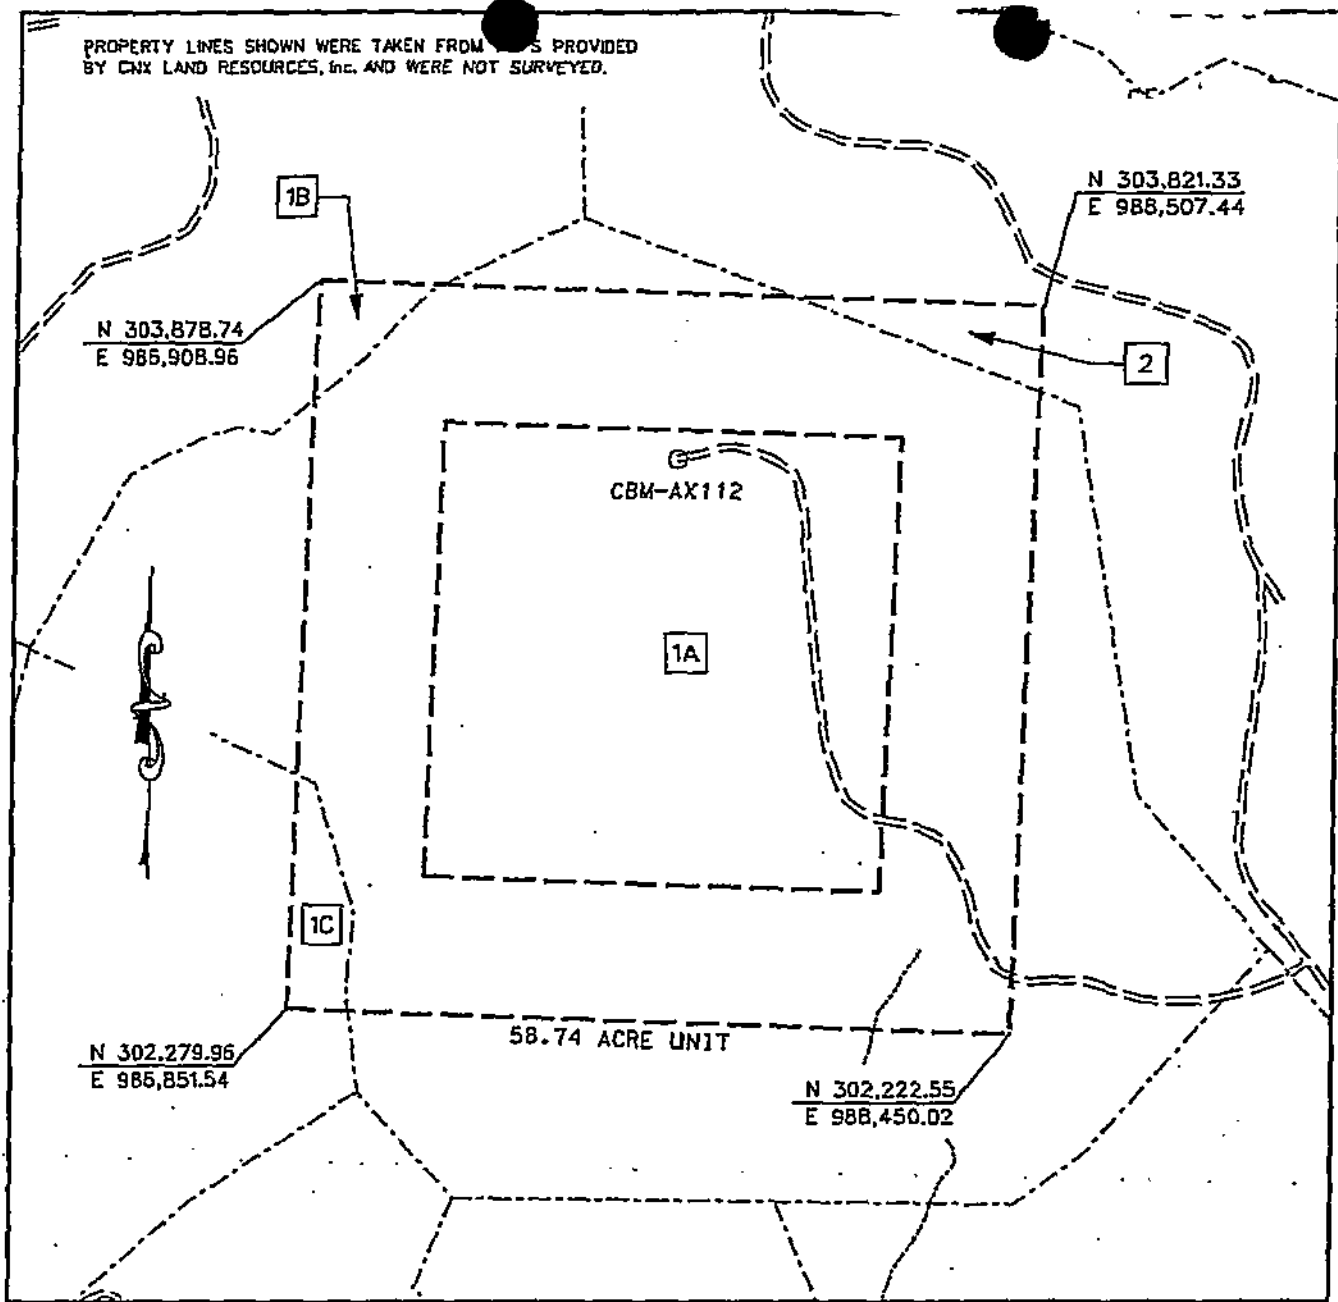 PROPERTY LINES SHOWN WERE TAKEN FROM PROVIDED
BY CNX LAND RESOURCES, Inc. AND WERE NOT SURVEYED.
1B
N 303,821.33
E 988,507.44
N 303,878.74
E 986,908.96
2
CBM-AX112
1A
1C
58.74 ACRE UNIT
N 302,279.96
E 986,851.54
N 302,222.55
E 988,450.02